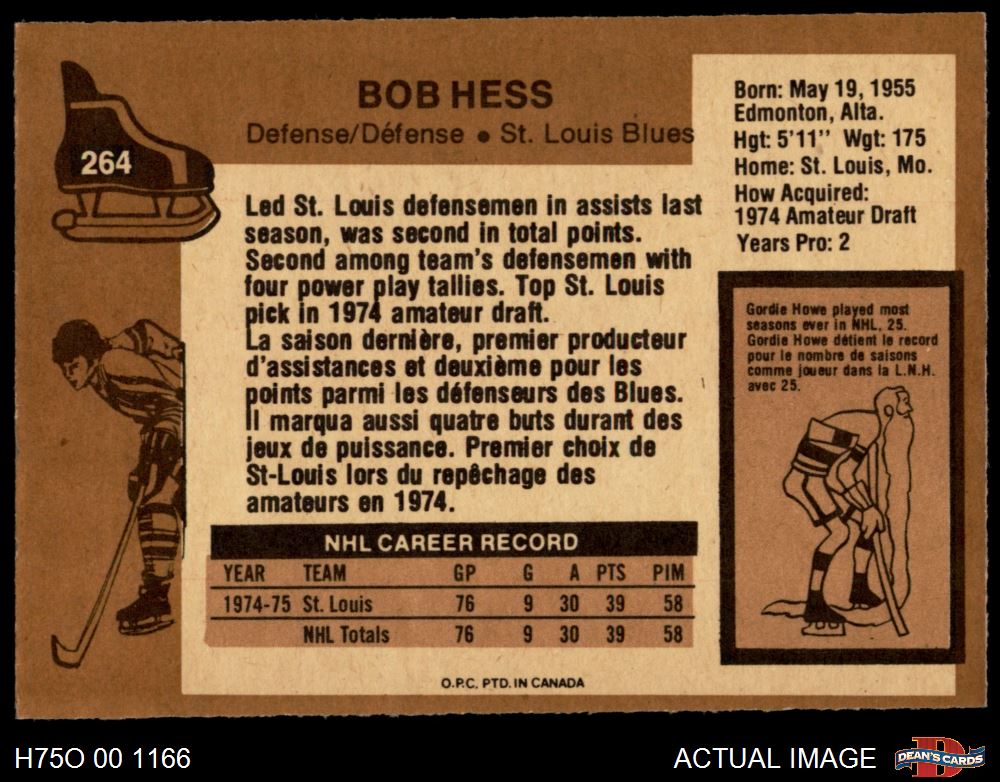 BOB HESS
Defense/Défense ● St. Louis Blues
264
Born: May 19, 1955
Edmonton, Alta.
Hgt: 5'11'' Wgt: 175
Home: St. Louis, Mo.
How Acquired:
1974 Amateur Draft
Years Pro: 2
Led St. Louis defensemen in assists last
season, was second in total points.
Second among team's defensemen with
four power play tallies. Top St. Louis
pick in 1974 amateur draft.
La saison dernière, premier producteur
d'assistances et deuxième pour les
points parmi les défenseurs des Blues.
Il marqua aussi quatre buts durant des
jeux de puissance. Premier choix de
St-Louis lors du repêchage des
amateurs en 1974.
Gordie Howe played most
seasons ever in NHL, 25.
Gordie Howe détient le record
pour le nombre de saisons
comme joueur dans la L.N.H.
avec 25.
NHL CAREER RECORD
YEAR TEAM GP G A PTS PIM
1974-75 St. Louis 76 9 30 39 58
NHL Totals 76 9 30 39 58
O.P.C. PTD. IN CANADA
H75O 00 1166
ACTUAL IMAGE
D
DEAN'S CARDS